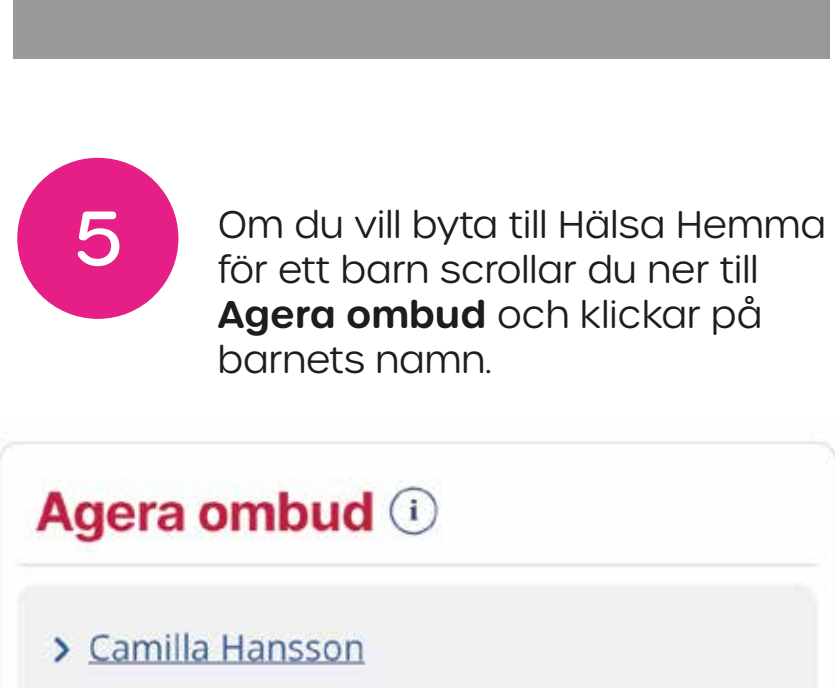 5
Om du vill byta till Hälsa Hemma
för ett barn scrollar du ner till
Agera ombud och klickar på
barnets namn.
Agera ombud i
> Camilla Hansson